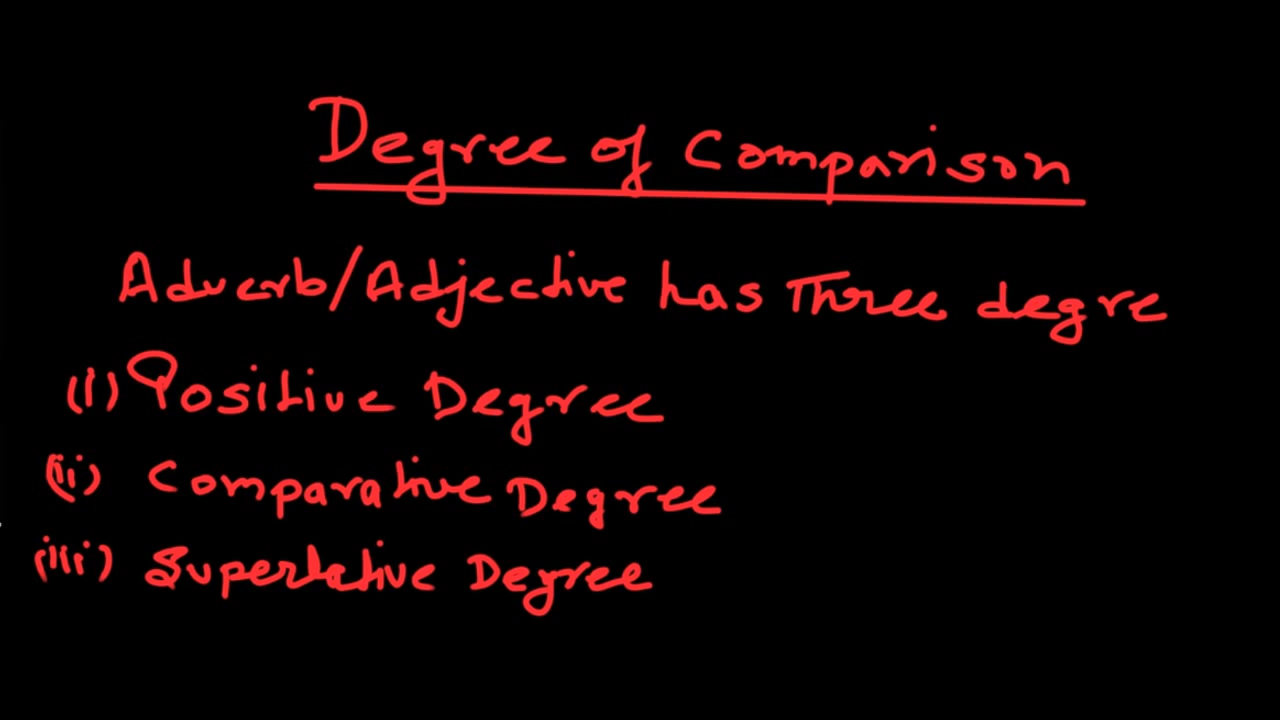 Degree of Comparison
Adverb/Adjective has Three degre
(i) Positive Degree
(ii) Comparative Degree
(iii) Superlative Degree